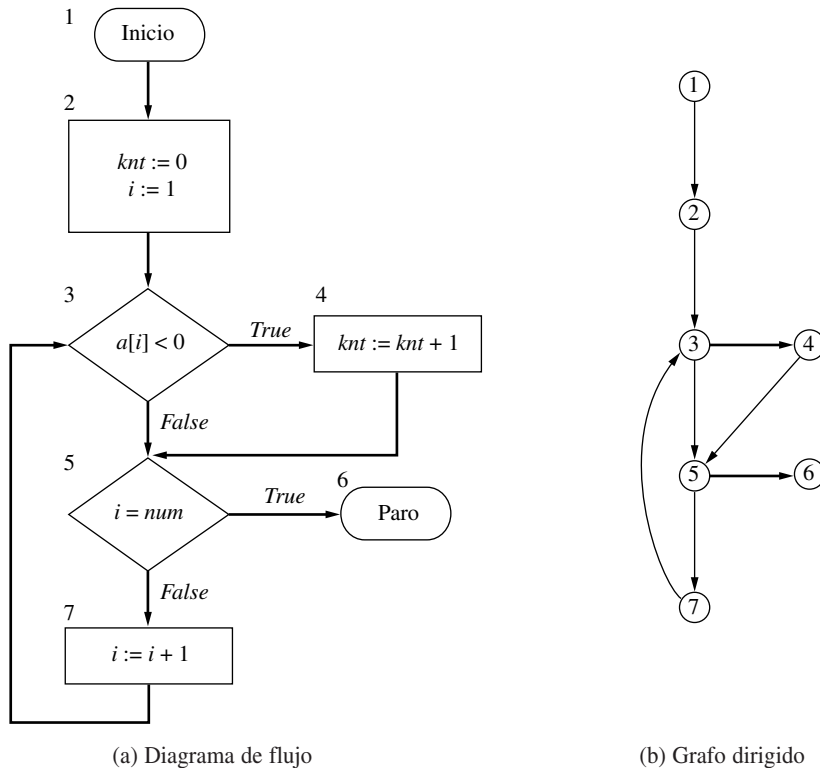 1
Inicio
2
knt := 0
i := 1
3
a[i] < 0
True
4
knt := knt + 1
False
5
i = num
True
6
Paro
False
7
i := i + 1
(a) Diagrama de flujo
1
2
3
4
5
6
7
(b) Grafo dirigido